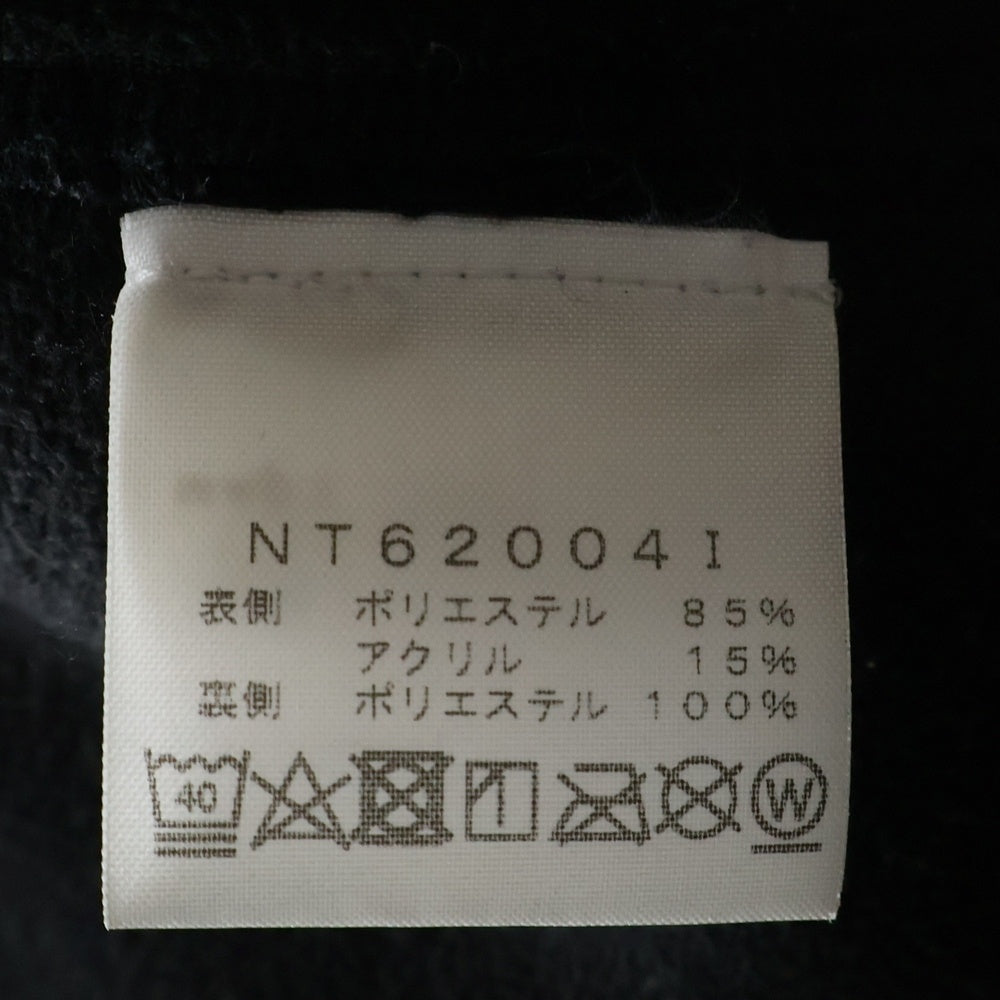 NT62004I
表側 ポリエステル 85%
アクリル 15%
裏側 ポリエステル 100%
40 W